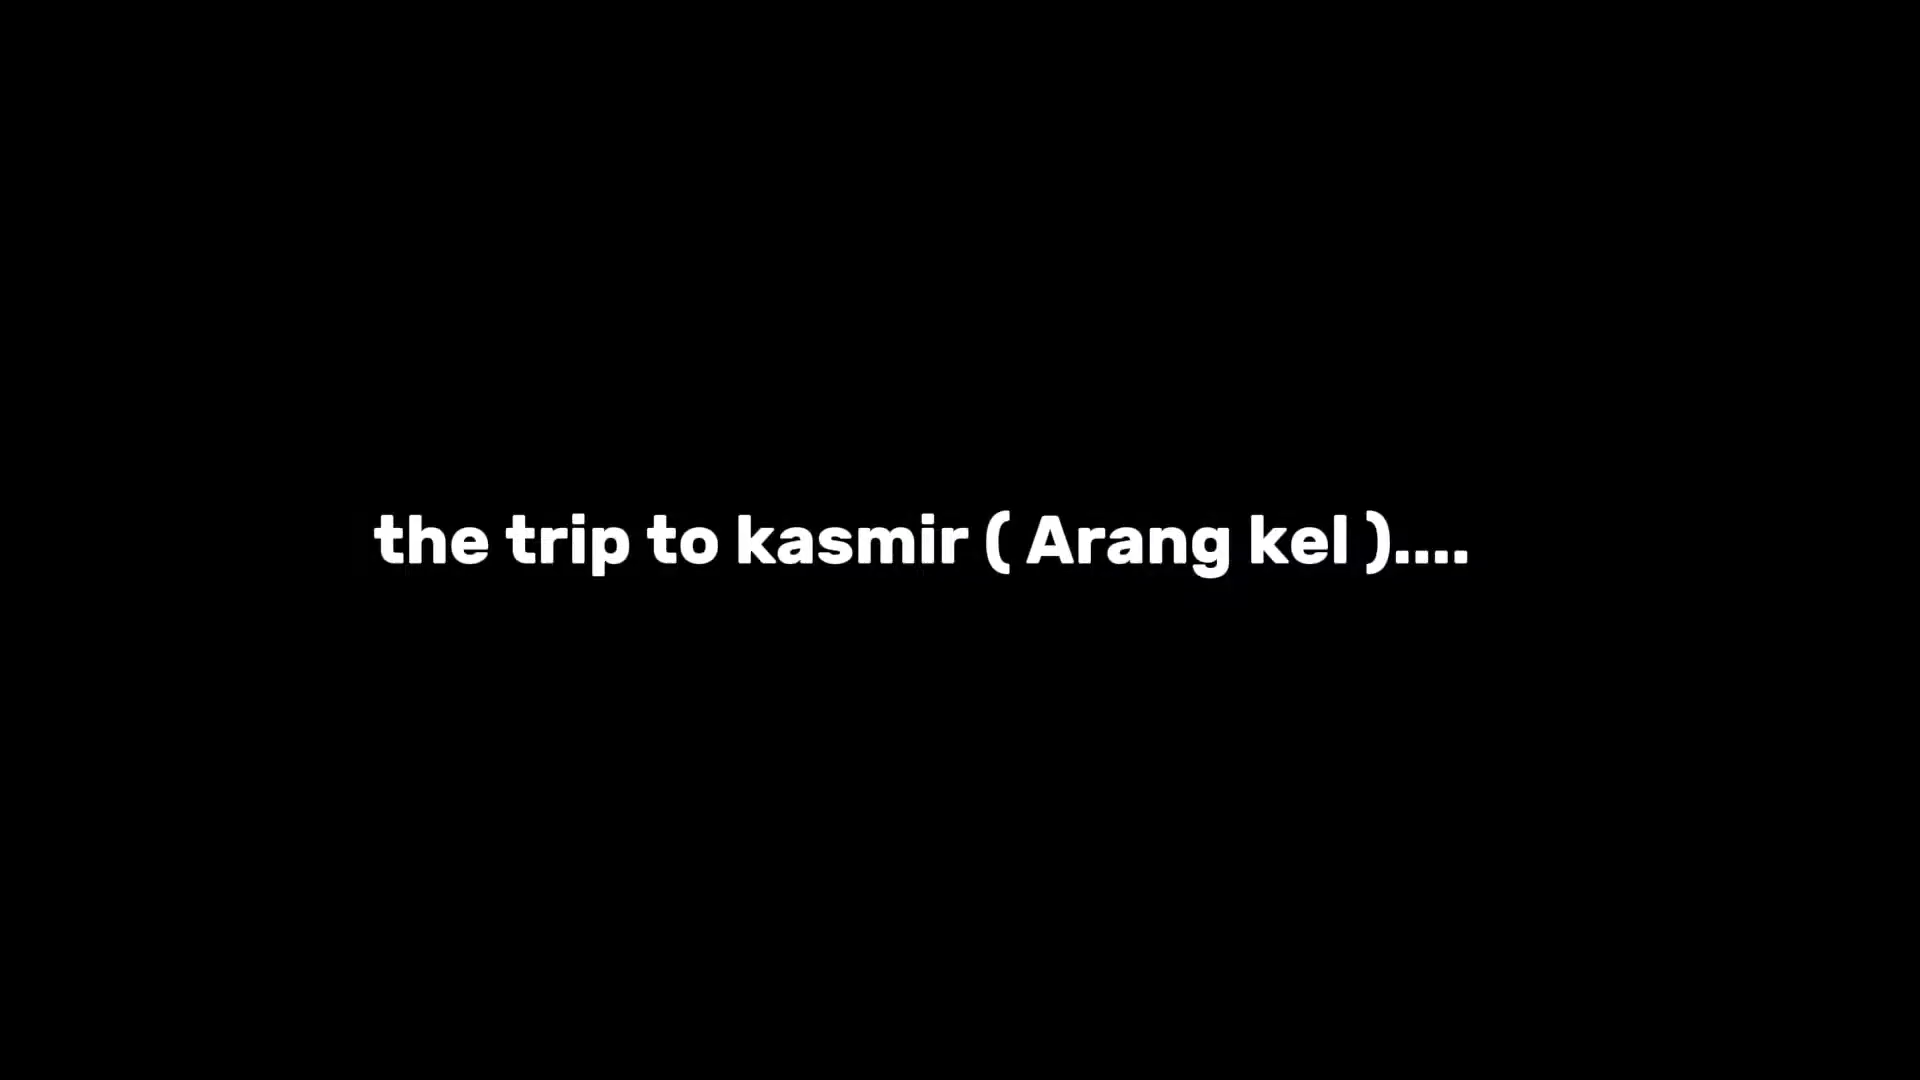 the trip to kasmir ( Arang kel )....